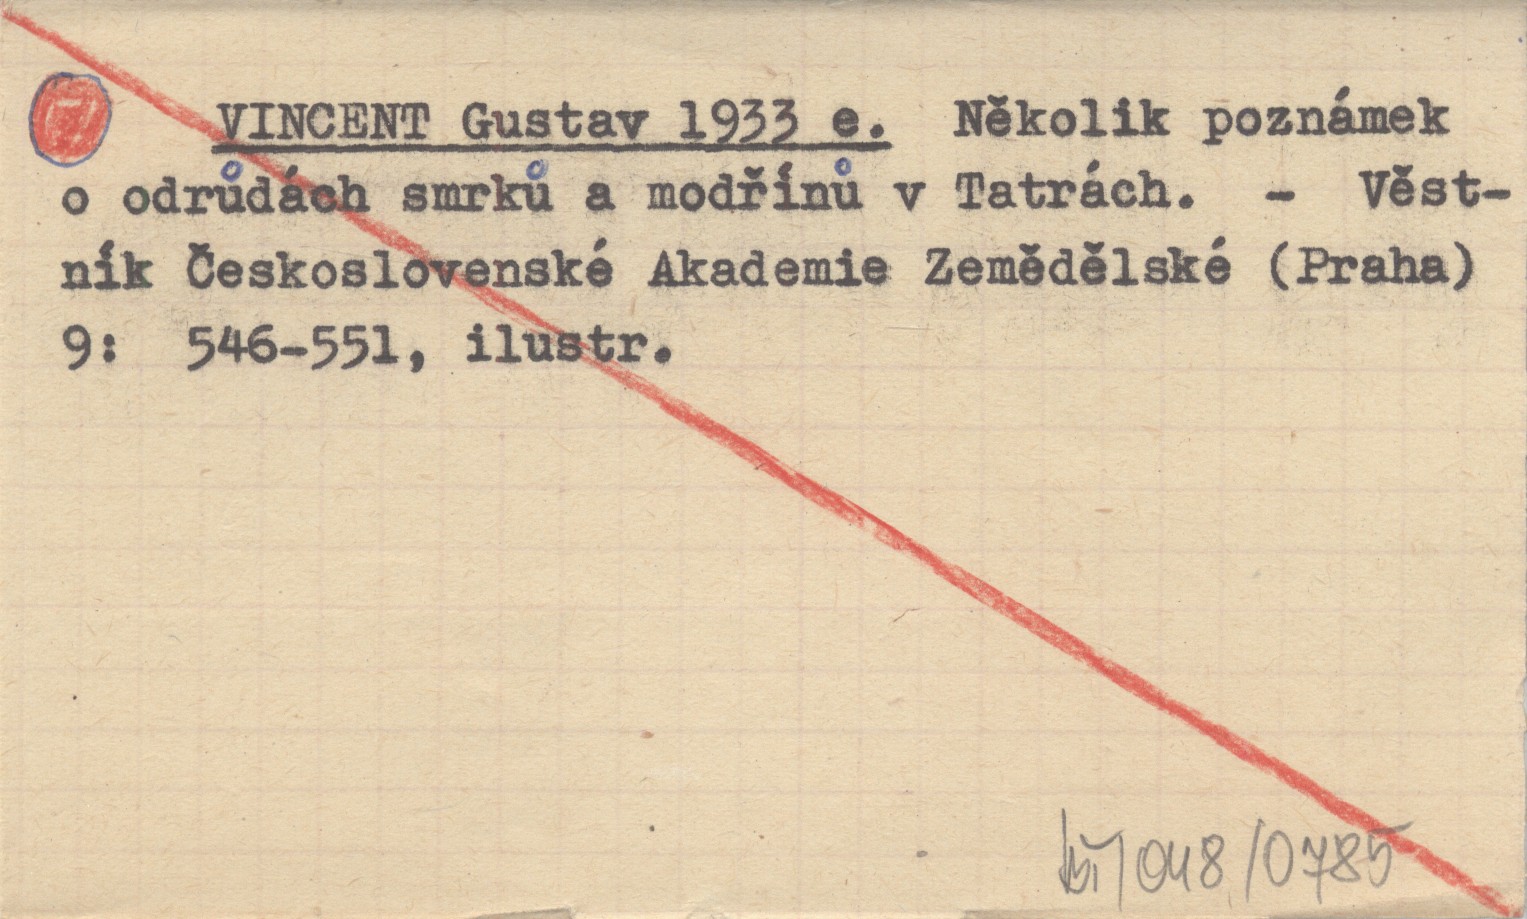 VINCENT Gustav 1933 e. Několik poznámek
o odrůdách smrků a modřínů v Tatrách. - Věst-
ník Československé Akademie Zemědělské (Praha)
9: 546-551, ilustr.
048/0785